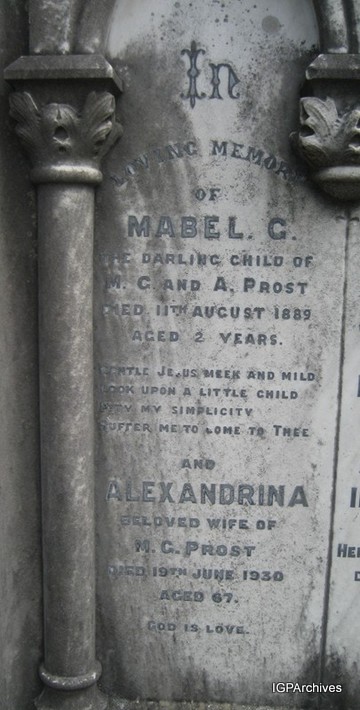 In
LOVING MEMORY
OF
MABEL. G.
THE DARLING CHILD OF
M. G. AND A. PROST
DIED 11TH AUGUST 1889
AGED 2 YEARS.
GENTLE JESUS MEEK AND MILD
LOOK UPON A LITTLE CHILD
PITY MY SIMPLICITY
SUFFER ME TO COME TO THEE
AND
ALEXANDRINA
BELOVED WIFE OF
M. G. PROST
DIED 19TH JUNE 1930
AGED 67.
GOD IS LOVE.
IGPArchives